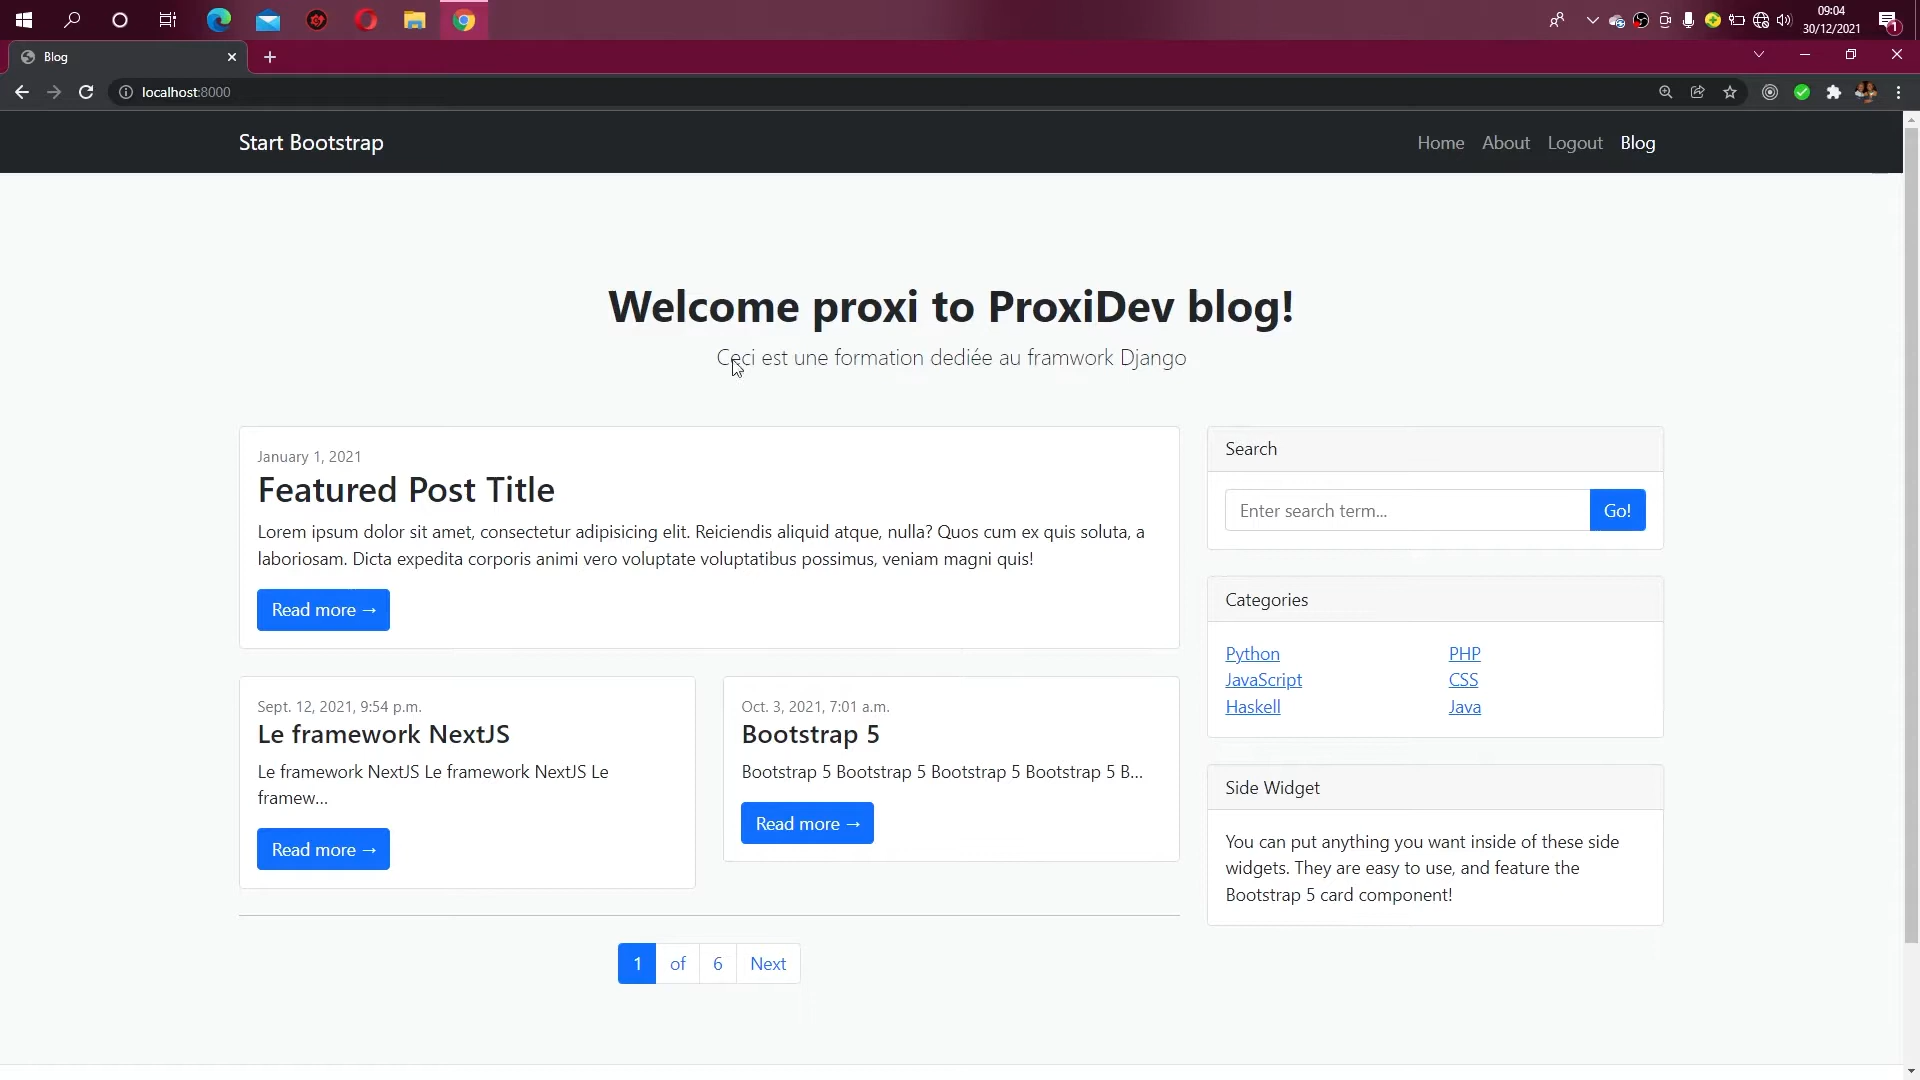 09:04
30/12/2021
1
Blog
localhost:8000
Start Bootstrap
Home About Logout Blog
Welcome proxi to ProxiDev blog!
Ceci est une formation dediée au framwork Django
January 1, 2021
Featured Post Title
Lorem ipsum dolor sit amet, consectetur adipisicing elit. Reiciendis aliquid atque, nulla? Quos cum ex quis soluta, a
laboriosam. Dicta expedita corporis animi vero voluptate voluptatibus possimus, veniam magni quis!
Read more →
Sept. 12, 2021, 9:54 p.m.
Le framework NextJS
Le framework NextJS Le framework NextJS Le
framew...
Read more →
Oct. 3, 2021, 7:01 a.m.
Bootstrap 5
Bootstrap 5 Bootstrap 5 Bootstrap 5 Bootstrap 5 B...
Read more →
1 of 6 Next
Search
Enter search term...
Go!
Categories
Python
JavaScript
Haskell
PHP
CSS
Java
Side Widget
You can put anything you want inside of these side
widgets. They are easy to use, and feature the
Bootstrap 5 card component!